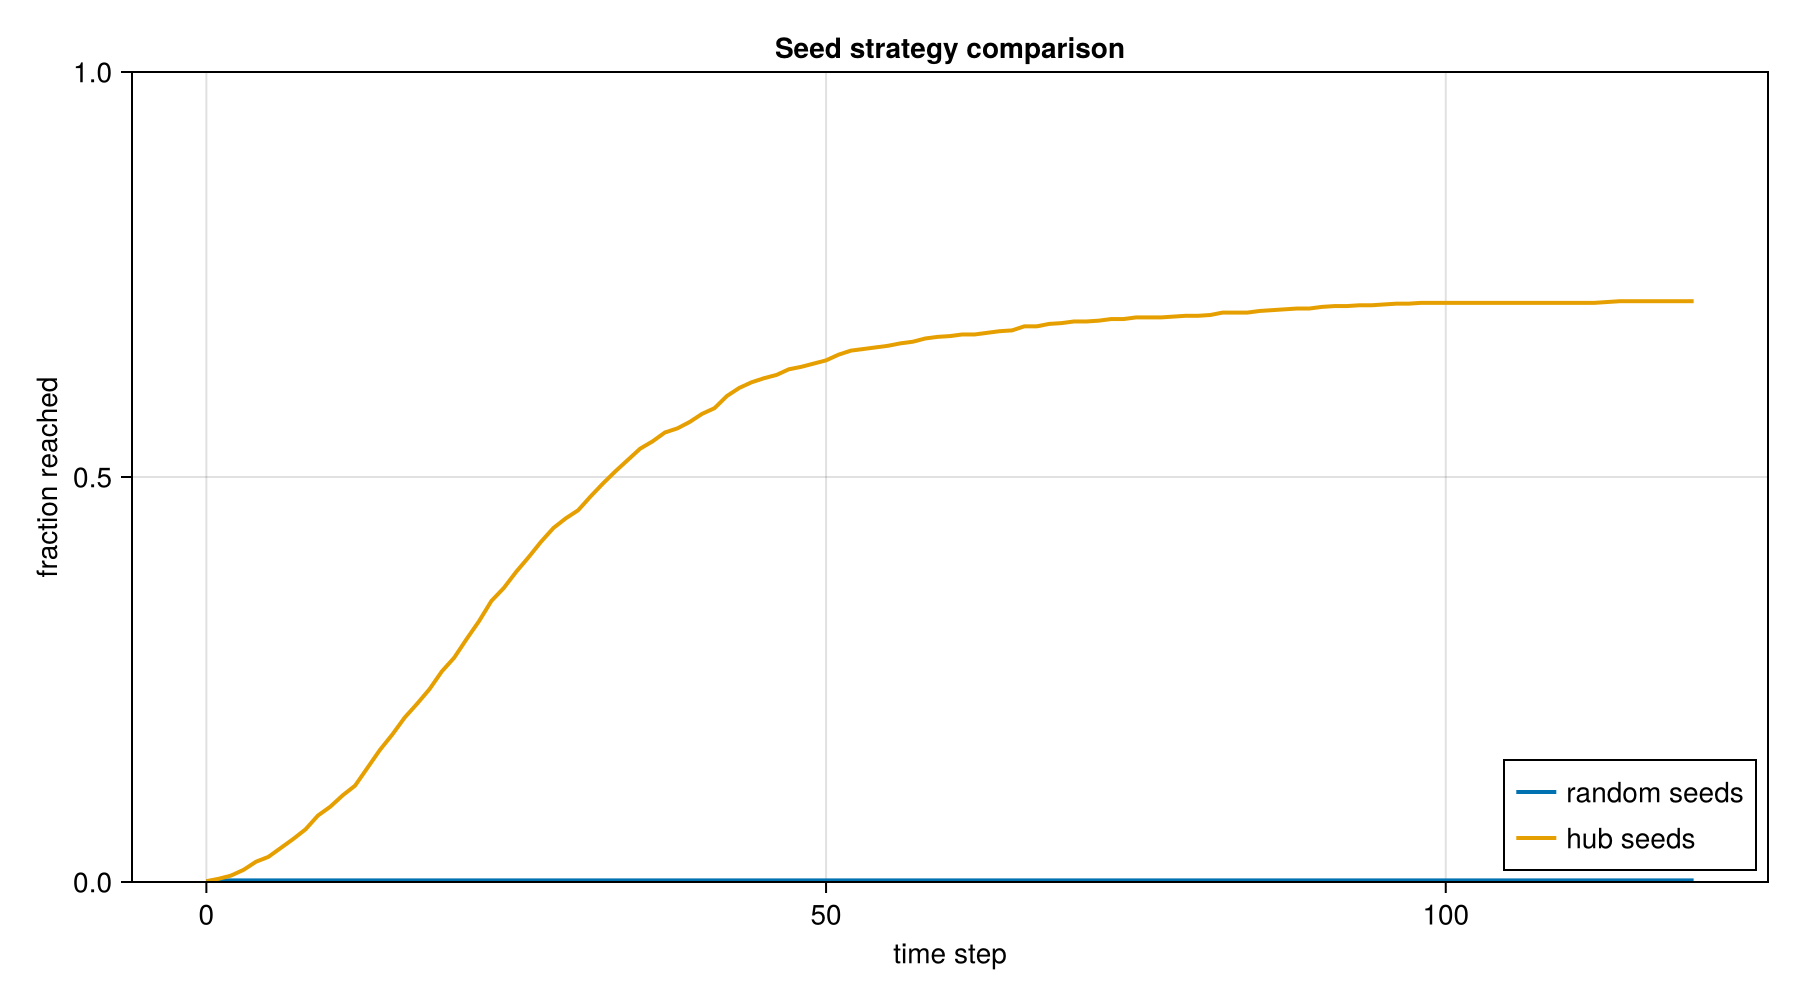 Seed strategy comparison
1.0
0.5
0.0
fraction reached
0 50 100
time step
random seeds
hub seeds